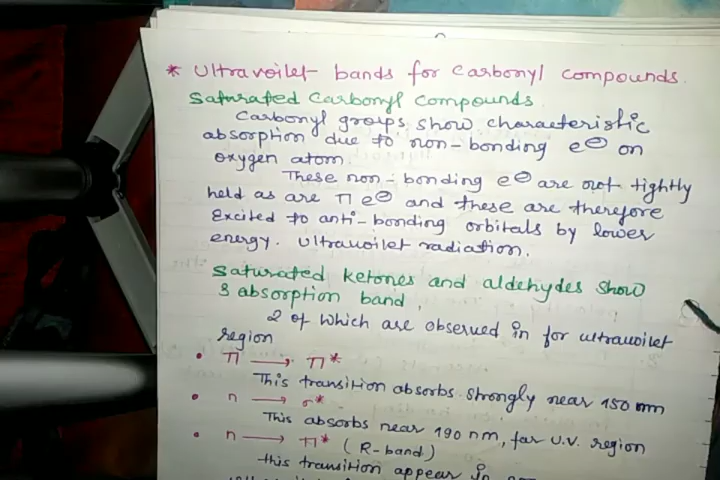 * Ultravoilet bands for Carbonyl compounds.
Saturated Carbonyl Compounds.
Carbonyl groups show characteristic
absorption due to non-bonding e⊖ on
oxygen atom.
These non-bonding e⊖ are not tightly
held as are π e⊖ and these are therefore
excited to anti-bonding orbitals by lower
energy. Ultravoilet radiation.
Saturated ketones and aldehydes show
3 absorption band,
2 of which are observed in for ultravoilet
region
• π → π*
This transition absorbs strongly near 150 nm
• n → σ*
This absorbs near 190 nm, far U.V. region
• n → π* (R-band)
this transition appear in